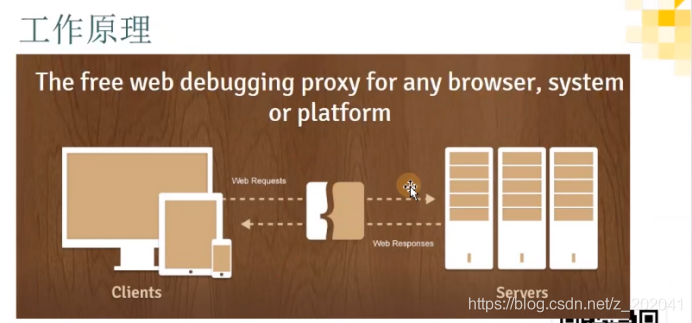 工作原理
The free web debugging proxy for any browser, system
or platform
Web Requests
Web Responses
Clients
Servers
https://blog.csdn.net/z_202041